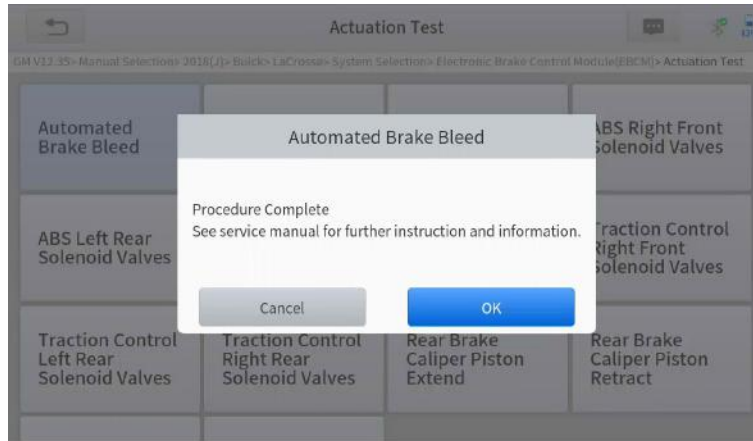 Actuation Test
GM V12.35> Manual Selection> 2018(J)> Buick> LaCrosse> System Selection> Electronic Brake Control Module(EBCM)> Actuation Test
Automated
Brake Bleed
ABS Right Front
Solenoid Valves
Automated Brake Bleed
Procedure Complete
See service manual for further instruction and information.
Cancel
OK
ABS Left Rear
Solenoid Valves
Traction Control
Right Front
Solenoid Valves
Traction Control
Left Rear
Solenoid Valves
Traction Control
Right Rear
Solenoid Valves
Rear Brake
Caliper Piston
Extend
Rear Brake
Caliper Piston
Retract